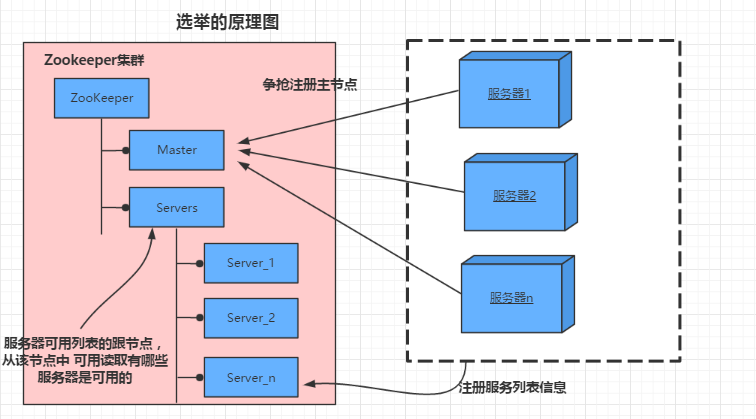 选举的原理图
Zookeeper集群
ZooKeeper
Master
Servers
Server_1
Server_2
Server_n
服务器可用列表的跟节点，
从该节点中 可用读取有哪些
服务器是可用的
争抢注册主节点
服务器1
服务器2
服务器n
注册服务列表信息